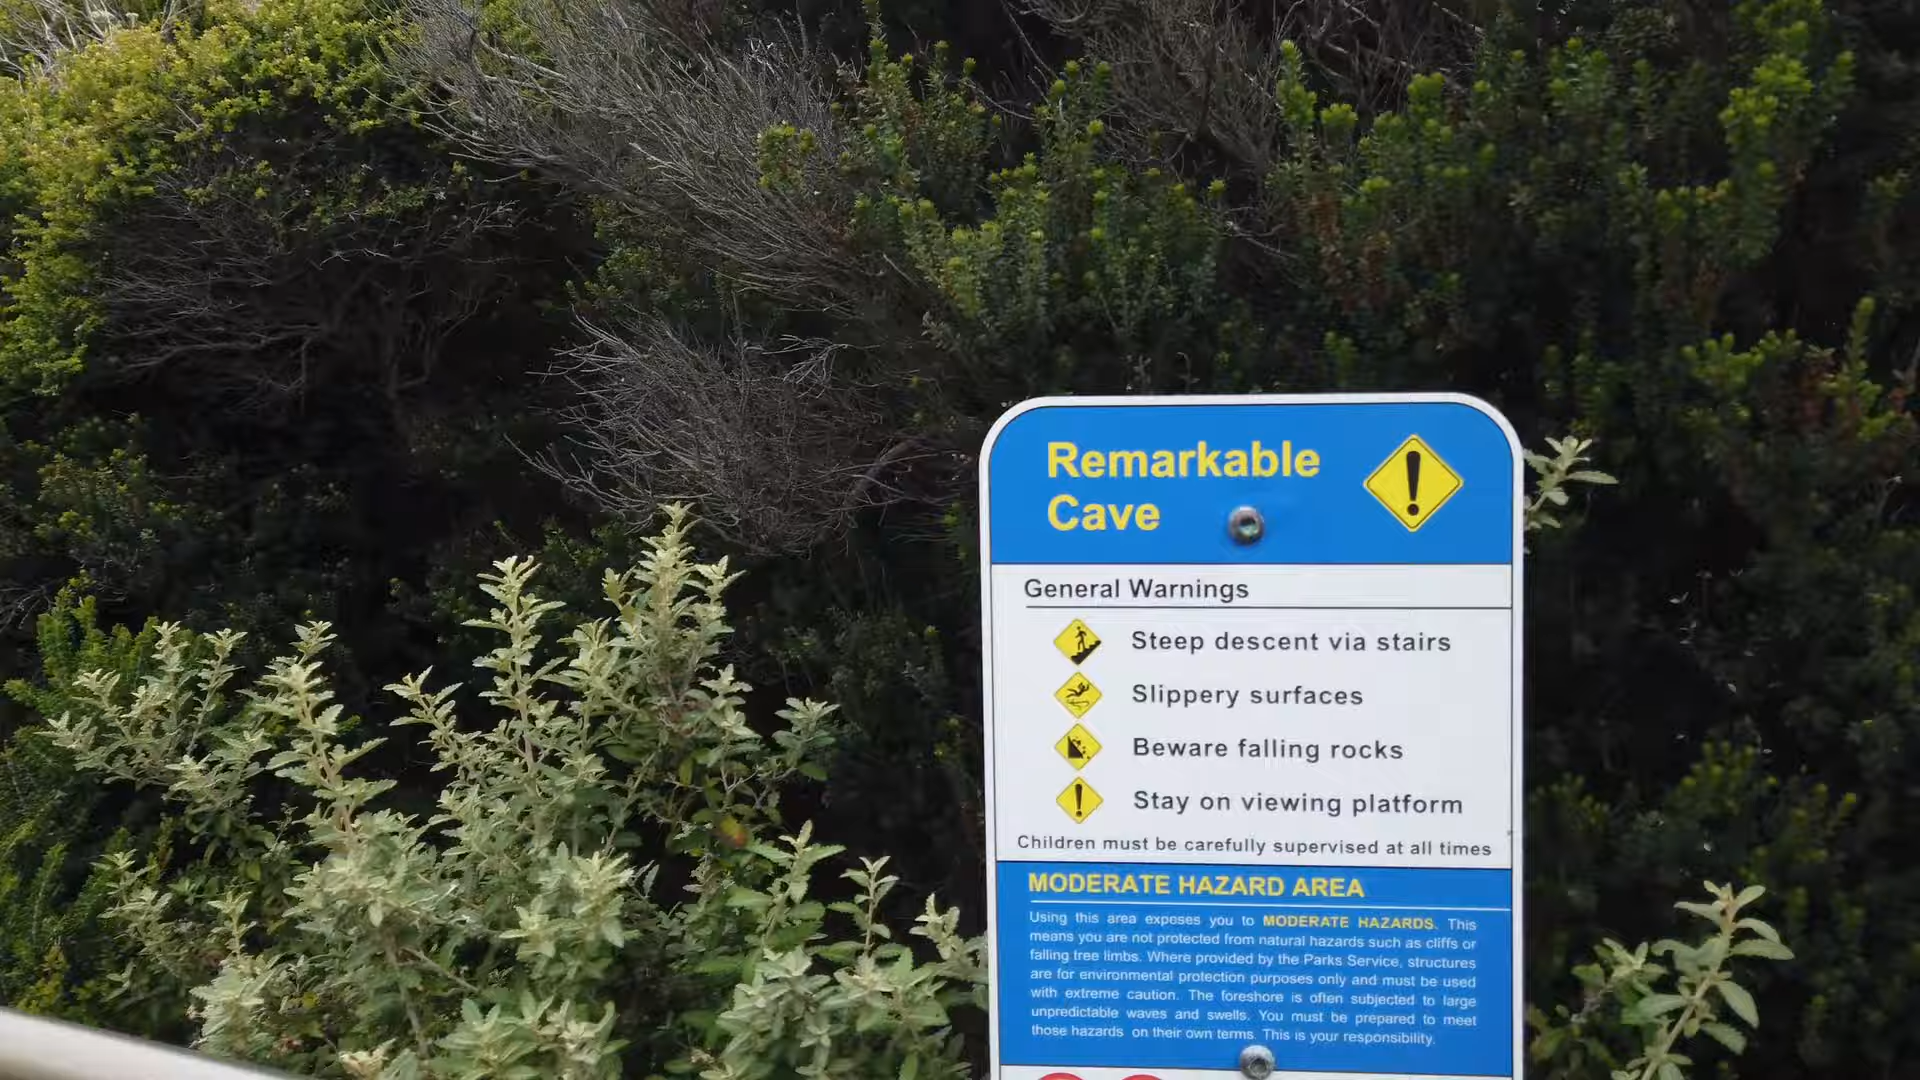 Remarkable
Cave
General Warnings
Steep descent via stairs
Slippery surfaces
Beware falling rocks
Stay on viewing platform
Children must be carefully supervised at all times
MODERATE HAZARD AREA
Using this area exposes you to MODERATE HAZARDS. This
means you are not protected from natural hazards such as cliffs or
falling tree limbs. Where provided by the Parks Service, structures
are for environmental protection purposes only and must be used
with extreme caution. The foreshore is often subjected to large
unpredictable waves and swells. You must be prepared to meet
those hazards on their own terms. This is your responsibility.